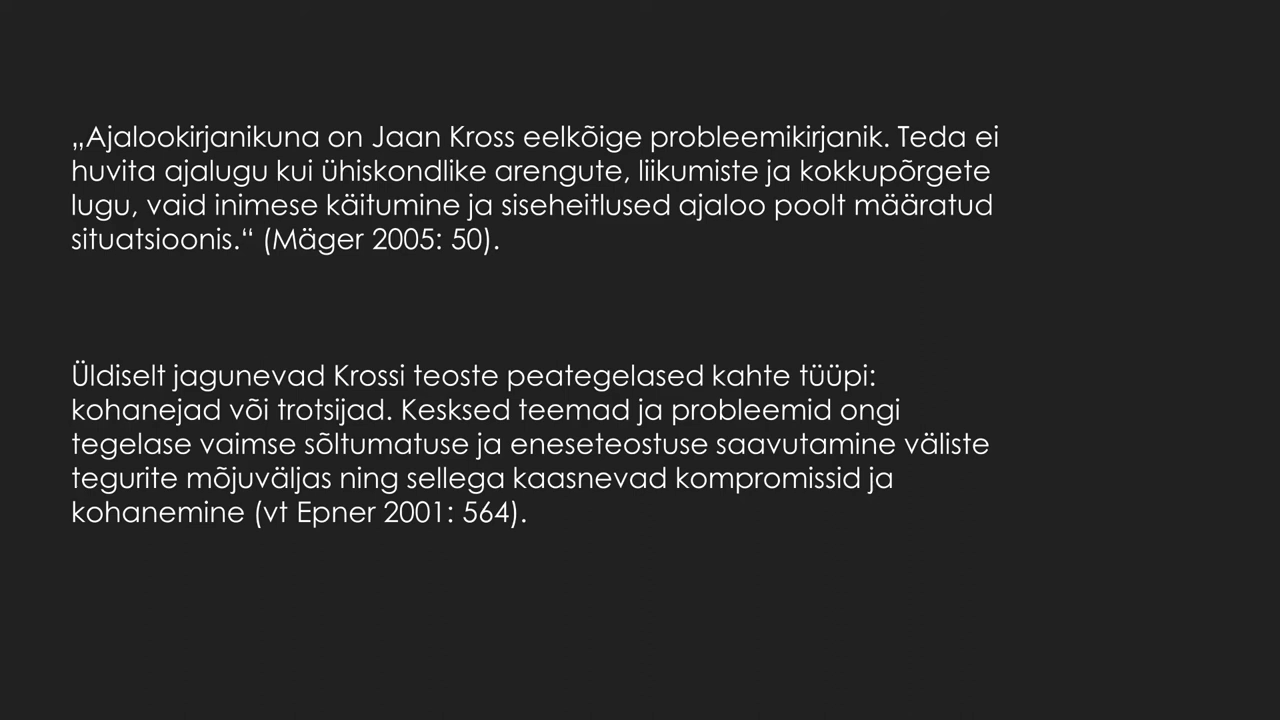 „Ajalookirjanikuna on Jaan Kross eelkõige probleemikirjanik. Teda ei
huvita ajalugu kui ühiskondlike arengute, liikumiste ja kokkupõrgete
lugu, vaid inimese käitumine ja siseheitlused ajaloo poolt määratud
situatsioonis.“ (Mäger 2005: 50).
Üldiselt jagunevad Krossi teoste peategelased kahte tüüpi:
kohanejad või trotsijad. Kesksed teemad ja probleemid ongi
tegelase vaimse sõltumatuse ja eneseteostuse saavutamine väliste
tegurite mõjuväljas ning sellega kaasnevad kompromissid ja
kohanemine (vt Epner 2001: 564).